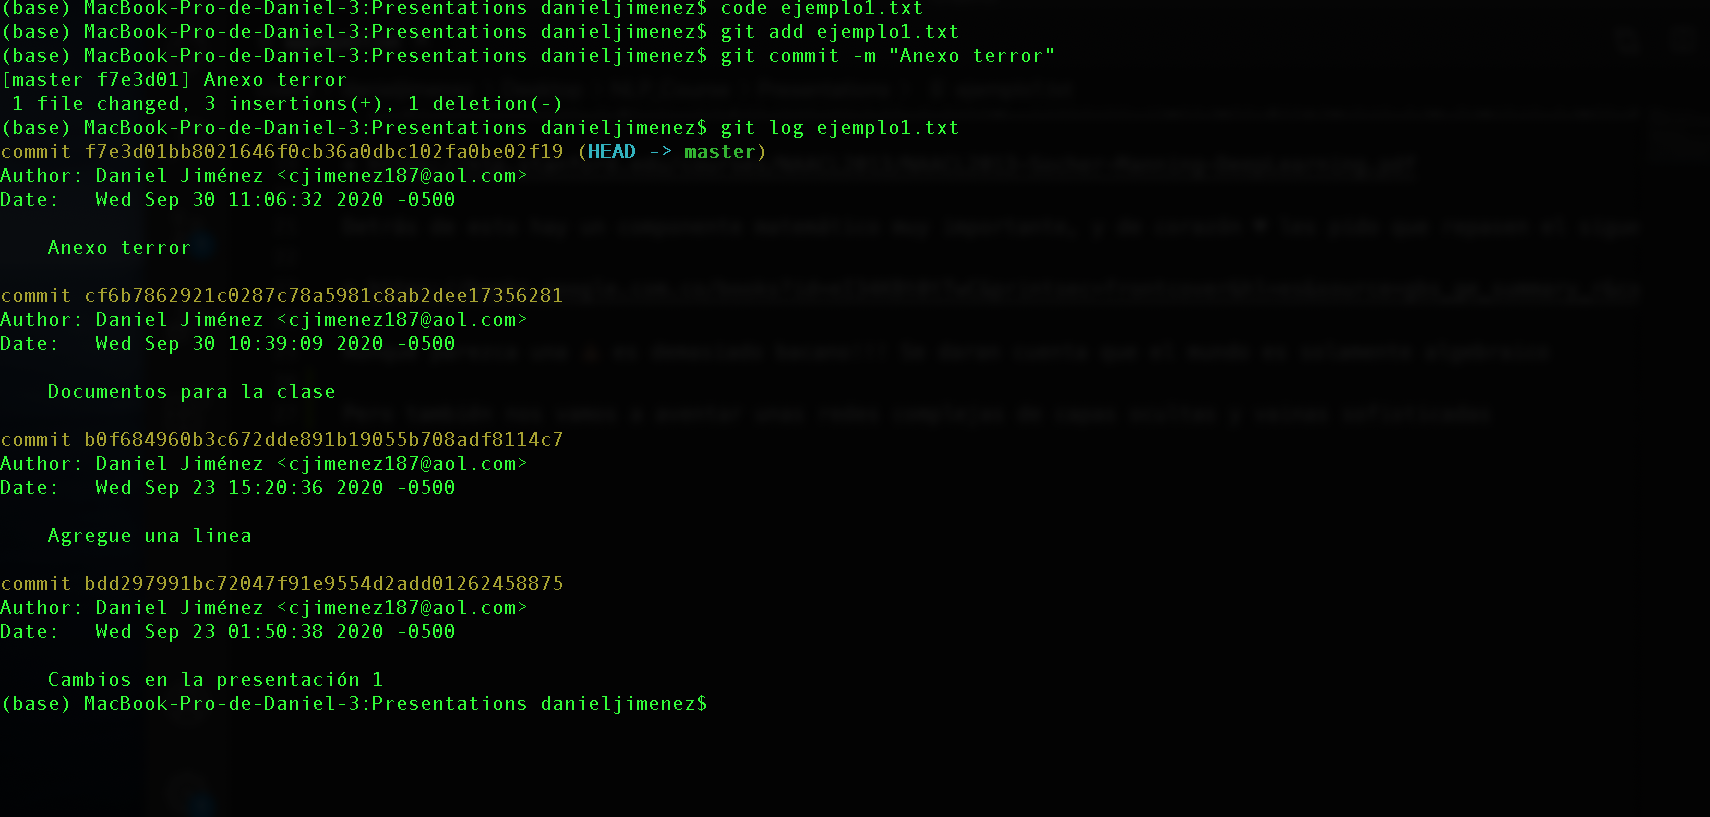 (base) MacBook-Pro-de-Daniel-3:Presentations danieljimenez$ code ejemplo1.txt
(base) MacBook-Pro-de-Daniel-3:Presentations danieljimenez$ git add ejemplo1.txt
(base) MacBook-Pro-de-Daniel-3:Presentations danieljimenez$ git commit -m "Anexo terror"
[master f7e3d01] Anexo terror
 1 file changed, 3 insertions(+), 1 deletion(-)
(base) MacBook-Pro-de-Daniel-3:Presentations danieljimenez$ git log ejemplo1.txt
commit f7e3d01bb8021646f0cb36a0dbc102fa0be02f19 (HEAD -> master)
Author: Daniel Jiménez <cjimenez187@aol.com>
Date:   Wed Sep 30 11:06:32 2020 -0500
    Anexo terror
commit cf6b7862921c0287c78a5981c8ab2dee17356281
Author: Daniel Jiménez <cjimenez187@aol.com>
Date:   Wed Sep 30 10:39:09 2020 -0500
    Documentos para la clase
commit b0f684960b3c672dde891b19055b708adf8114c7
Author: Daniel Jiménez <cjimenez187@aol.com>
Date:   Wed Sep 23 15:20:36 2020 -0500
    Agregue una linea
commit bdd297991bc72047f91e9554d2add01262458875
Author: Daniel Jiménez <cjimenez187@aol.com>
Date:   Wed Sep 23 01:50:38 2020 -0500
    Cambios en la presentación 1
(base) MacBook-Pro-de-Daniel-3:Presentations danieljimenez$